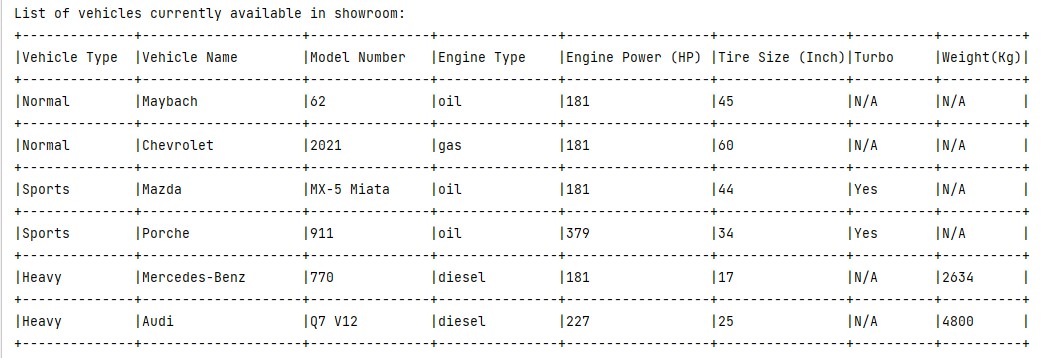 List of vehicles currently available in showroom:
+--------------+--------------------+---------------+---------------+------------------+----------------+----------+----------+
|Vehicle Type  |Vehicle Name        |Model Number   |Engine Type    |Engine Power (HP) |Tire Size (Inch)|Turbo     |Weight(Kg)|
+--------------+--------------------+---------------+---------------+------------------+----------------+----------+----------+
|Normal        |Maybach             |62             |oil            |181               |45              |N/A       |N/A       |
+--------------+--------------------+---------------+---------------+------------------+----------------+----------+----------+
|Normal        |Chevrolet           |2021           |gas            |181               |60              |N/A       |N/A       |
+--------------+--------------------+---------------+---------------+------------------+----------------+----------+----------+
|Sports        |Mazda               |MX-5 Miata     |oil            |181               |44              |Yes       |N/A       |
+--------------+--------------------+---------------+---------------+------------------+----------------+----------+----------+
|Sports        |Porche              |911            |oil            |379               |34              |Yes       |N/A       |
+--------------+--------------------+---------------+---------------+------------------+----------------+----------+----------+
|Heavy         |Mercedes-Benz       |770            |diesel         |181               |17              |N/A       |2634      |
+--------------+--------------------+---------------+---------------+------------------+----------------+----------+----------+
|Heavy         |Audi                |Q7 V12         |diesel         |227               |25              |N/A       |4800      |
+--------------+--------------------+---------------+---------------+------------------+----------------+----------+----------+